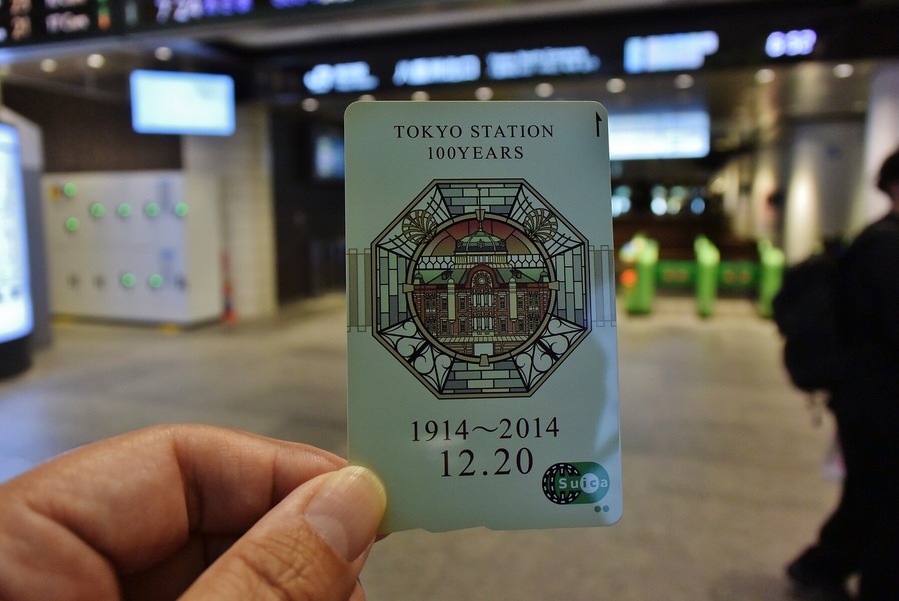 TOKYO STATION
100YEARS
1914～2014
12.20
Suica